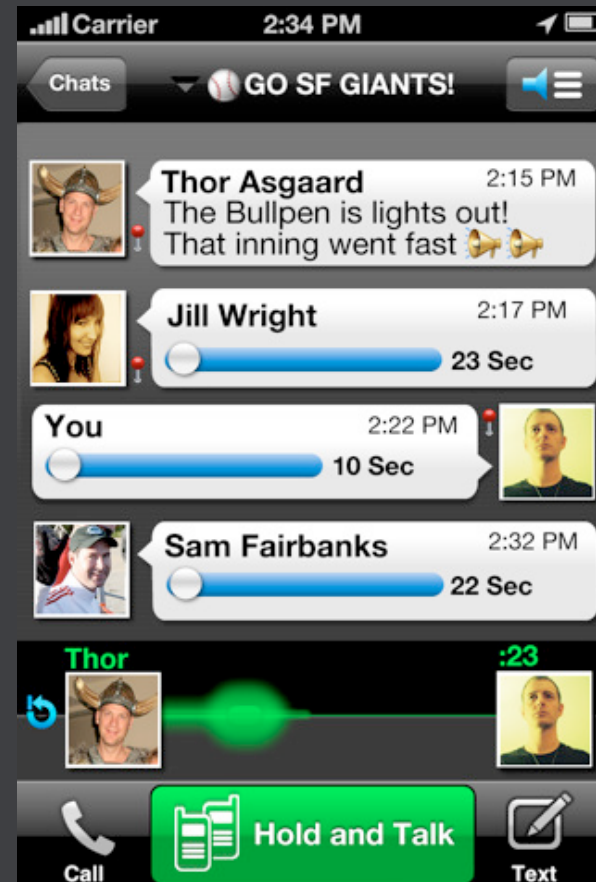 Carrier 2:34 PM
Chats GO SF GIANTS!
Thor Asgaard 2:15 PM
The Bullpen is lights out!
That inning went fast
Jill Wright 2:17 PM
23 Sec
You 2:22 PM
10 Sec
Sam Fairbanks 2:32 PM
22 Sec
Thor :23
Hold and Talk
Call Text